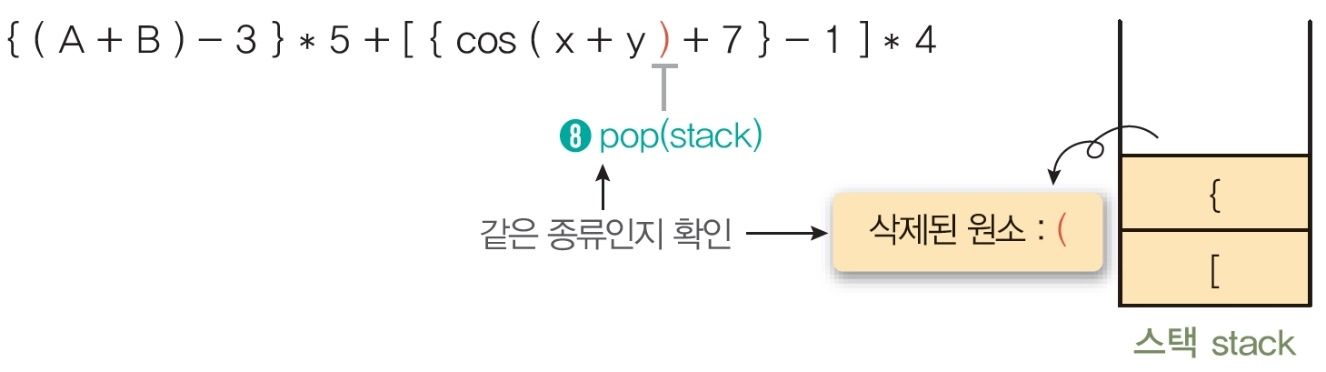 { ( A + B ) – 3 } * 5 + [ { cos ( x + y ) + 7 } – 1 ] * 4
❽ pop(stack)
같은 종류인지 확인
삭제된 원소 : (
{
[
스택 stack